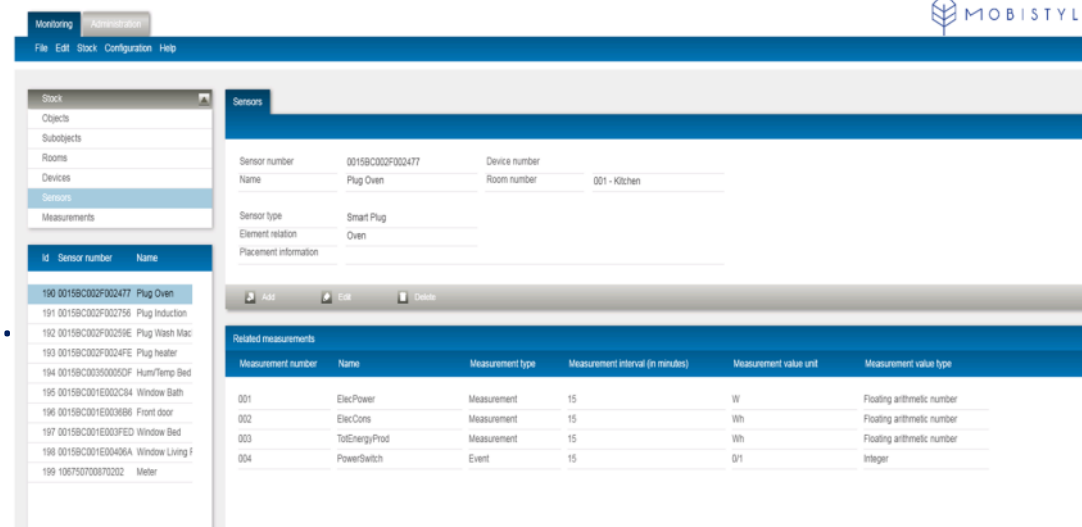 MOBISTYL
Monitoring Administration
File Edit Stock Configuration Help
Stock
Objects
Subobjects
Rooms
Devices
Sensors
Measurements
Id Sensor number Name
190 0015BC002F002477 Plug Oven
191 0015BC002F002756 Plug Induction
192 0015BC002F00259E Plug Wash Mac
193 0015BC002F0024FE Plug heater
194 0015BC00350005DF Hum/Temp Bed
195 0015BC001E002C84 Window Bath
196 0015BC001E0036B6 Front door
197 0015BC001E003FED Window Bed
198 0015BC001E00406A Window Living F
199 106750700870202 Meter
Sensors
Sensor number 0015BC002F002477 Device number
Name Plug Oven Room number 001 - Kitchen
Sensor type Smart Plug
Element relation Oven
Placement information
Add Edit Delete
Related measurements
Measurement number Name Measurement type Measurement interval (in minutes) Measurement value unit Measurement value type
001 ElecPower Measurement 15 W Floating arithmetic number
002 ElecCons Measurement 15 Wh Floating arithmetic number
003 TotEnergyProd Measurement 15 Wh Floating arithmetic number
004 PowerSwitch Event 15 0/1 Integer